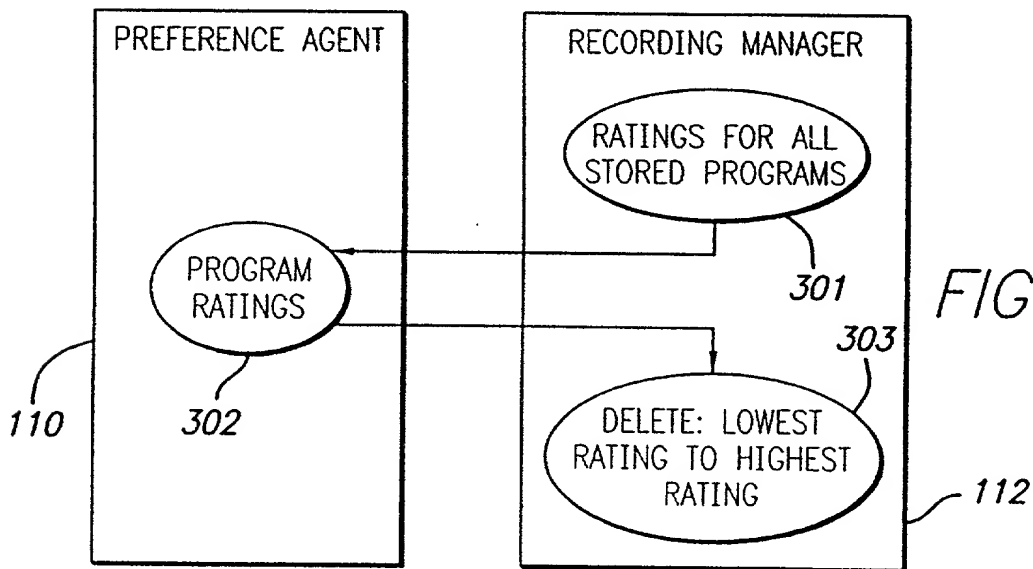 PREFERENCE AGENT
RECORDING MANAGER
RATINGS FOR ALL
STORED PROGRAMS
301
PROGRAM
RATINGS
302
110
FIG
303
DELETE: LOWEST
RATING TO HIGHEST
RATING
112